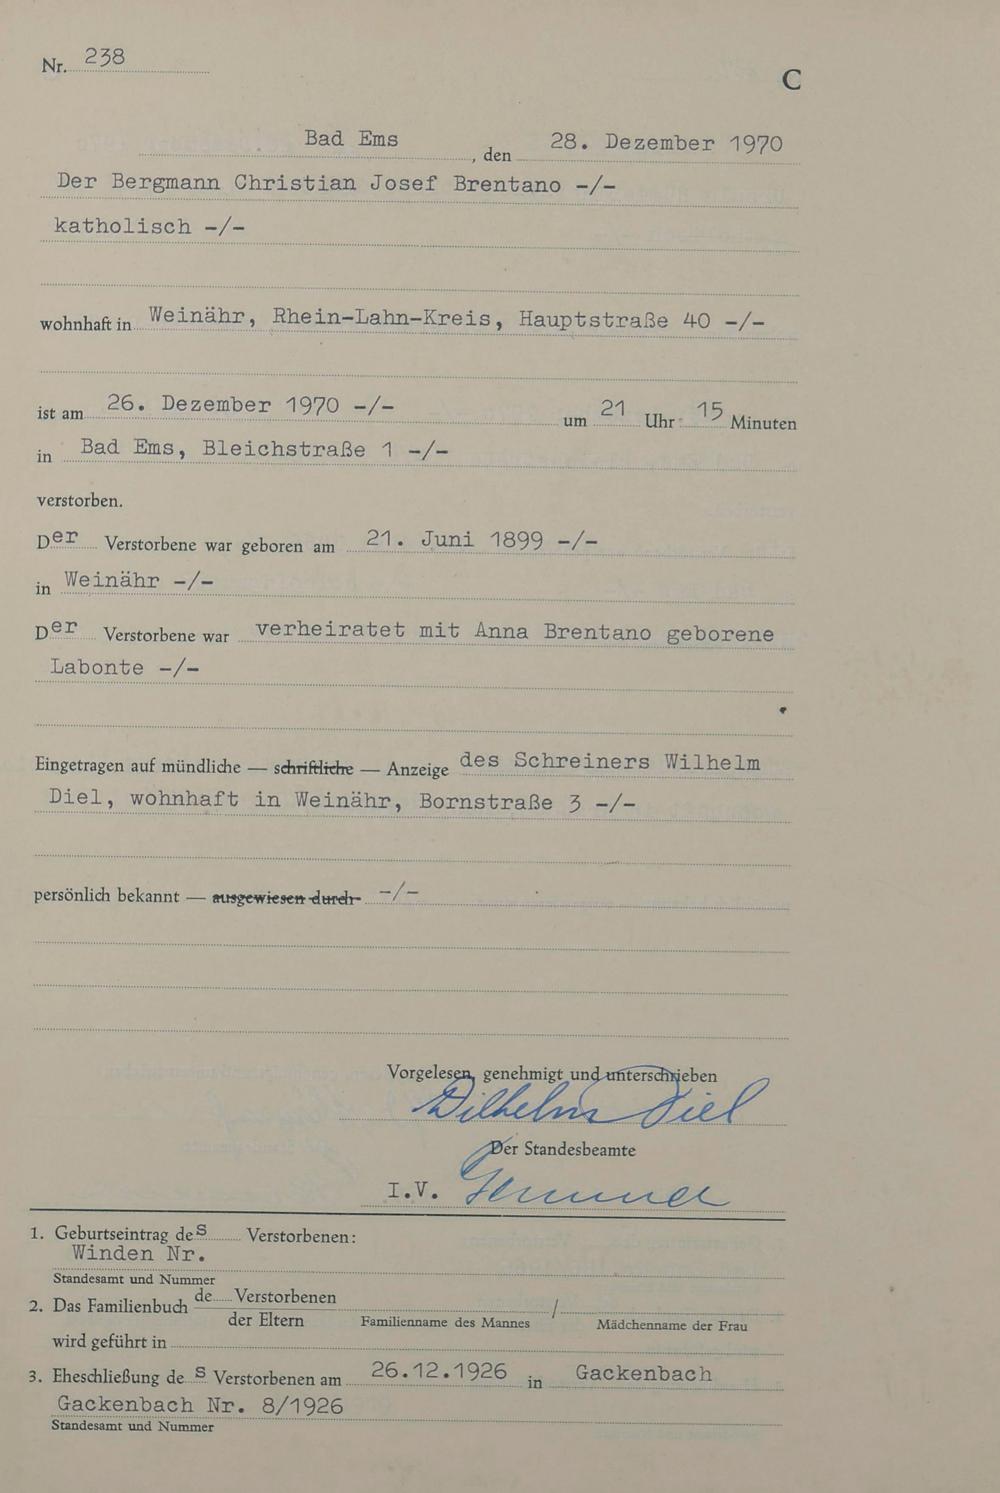 Nr. 238
C
Bad Ems, den 28. Dezember 1970
Der Bergmann Christian Josef Brentano -/-
katholisch -/-
wohnhaft in Weinähr, Rhein-Lahn-Kreis, Hauptstraße 40 -/-
ist am 26. Dezember 1970 -/- um 21 Uhr 15 Minuten
in Bad Ems, Bleichstraße 1 -/-
verstorben.
Der Verstorbene war geboren am 21. Juni 1899 -/-
in Weinähr -/-
Der Verstorbene war verheiratet mit Anna Brentano geborene
Labonte -/-
Eingetragen auf mündliche — schriftliche — Anzeige des Schreiners Wilhelm
Diel, wohnhaft in Weinähr, Bornstraße 3 -/-
persönlich bekannt — ausgewiesen durch -/-
Vorgelesen, genehmigt und unterschrieben
Wilhelm Diel
Der Standesbeamte
I.V.
1. Geburtseintrag des Verstorbenen:
Winden Nr.
Standesamt und Nummer
2. Das Familienbuch de Verstorbenen /
der Eltern Familienname des Mannes Mädchenname der Frau
wird geführt in
3. Eheschließung des Verstorbenen am 26.12.1926 in Gackenbach
Gackenbach Nr. 8/1926
Standesamt und Nummer